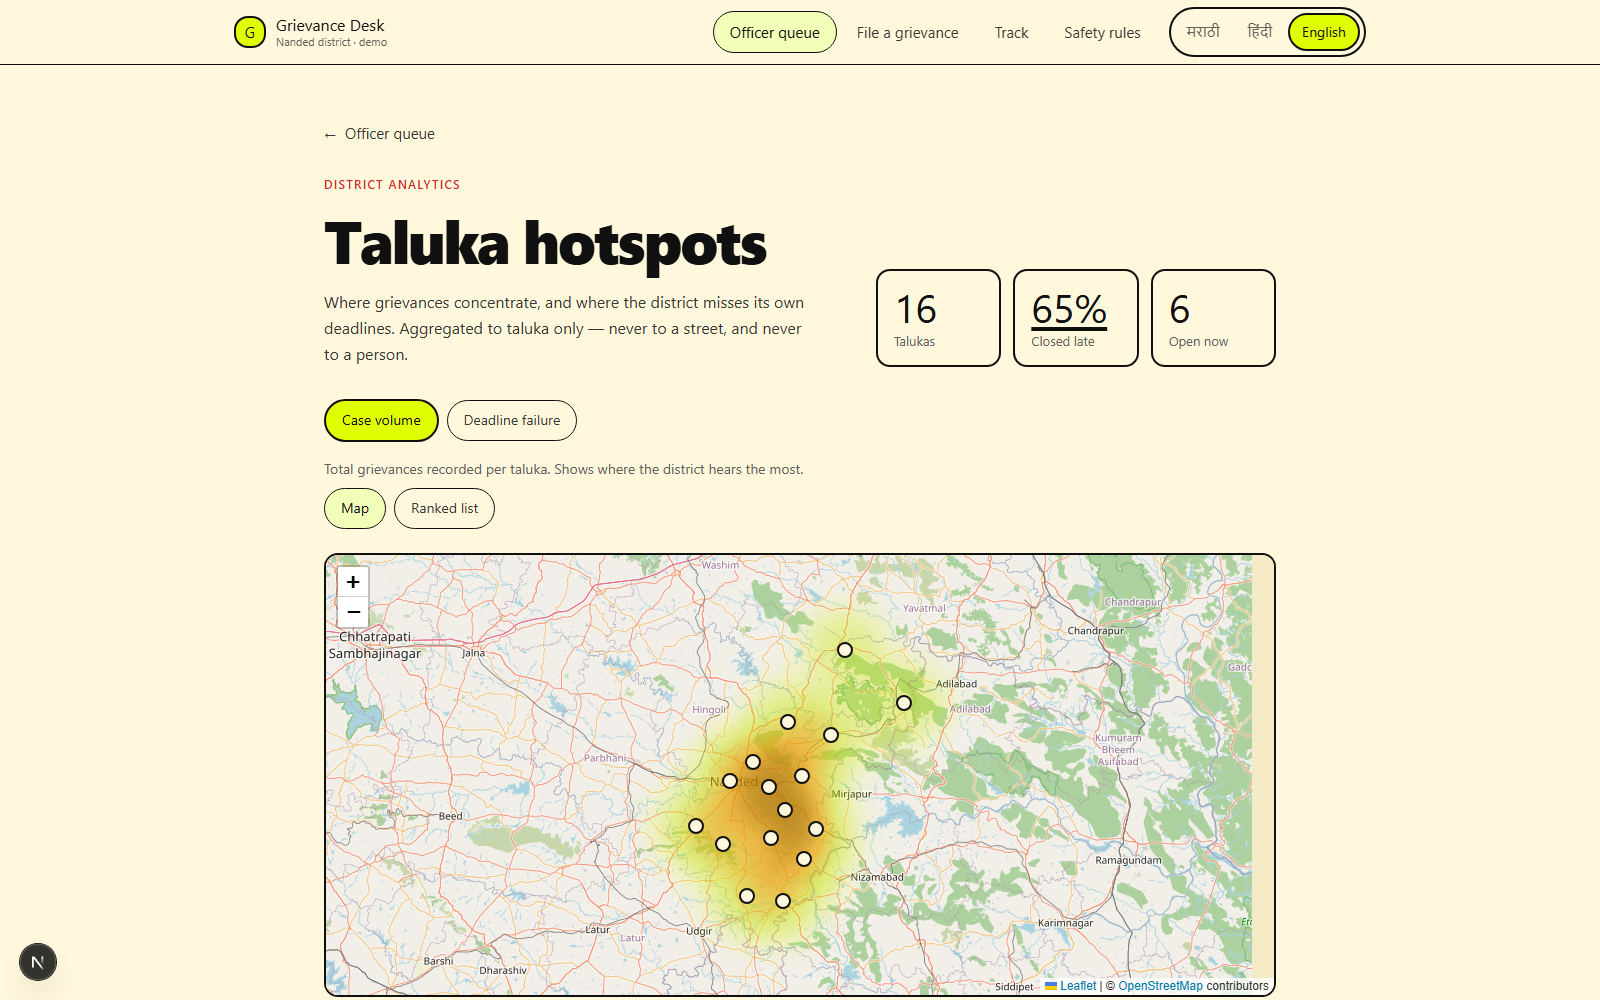 G
Grievance Desk
Nanded district · demo
Officer queue
File a grievance
Track
Safety rules
मराठी
हिंदी
English
← Officer queue
DISTRICT ANALYTICS
Taluka hotspots
Where grievances concentrate, and where the district misses its own
deadlines. Aggregated to taluka only — never to a street, and never
to a person.
16
Talukas
65%
Closed late
6
Open now
Case volume
Deadline failure
Total grievances recorded per taluka. Shows where the district hears the most.
Map
Ranked list
+
−
Washim
Yavatmal
Chandrapur
Chandrapur
Chhatrapati
Sambhajinagar
Jalna
Adilabad
Adilabad
Hingoli
Kumuram
Bheem
Asifabad
Parbhani
Mirjapur
Beed
Ramagundam
Nizamabad
Karimnagar
Latur
Latur
Udgir
Barshi
Dharashiv
Siddipet
Leaflet | © OpenStreetMap contributors
N